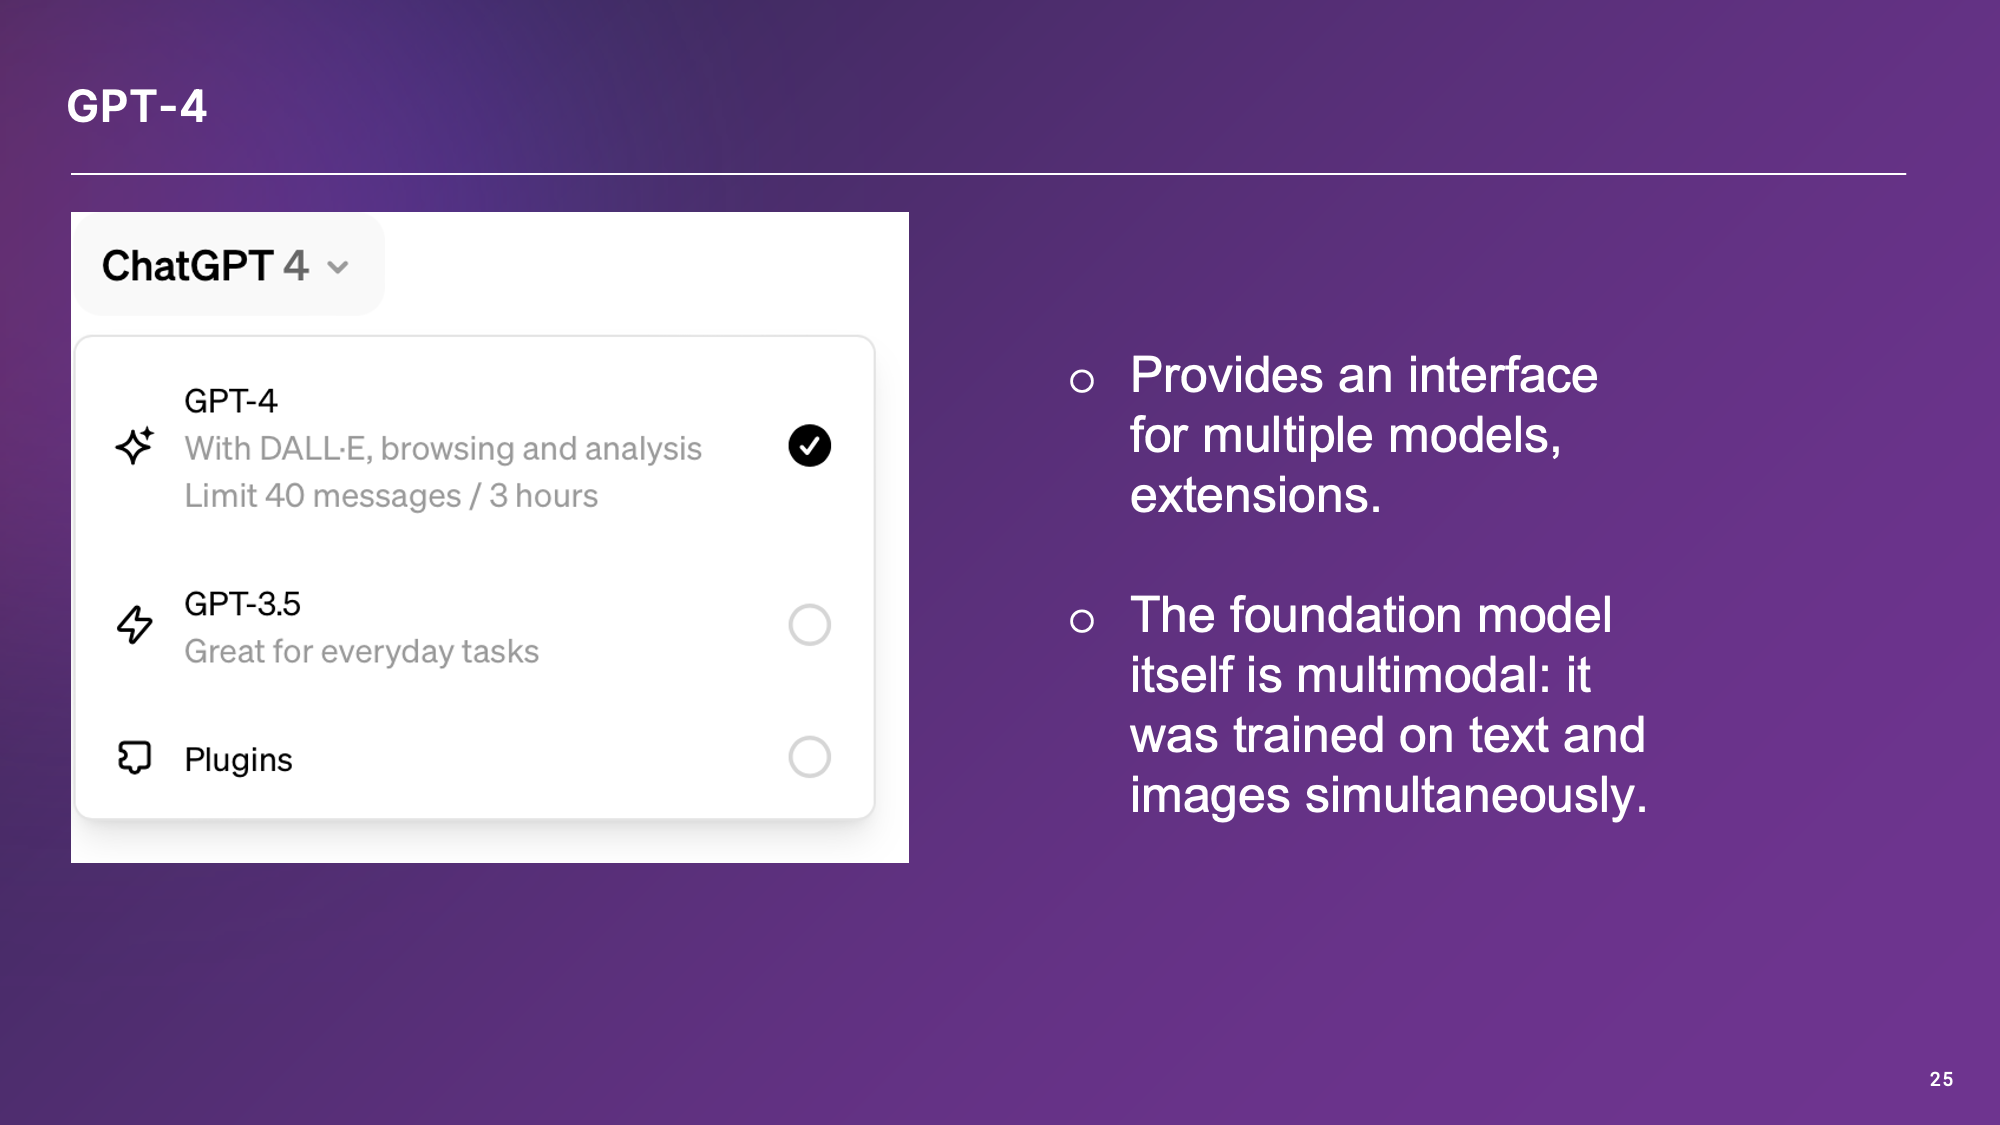 GPT-4
ChatGPT 4
GPT-4
With DALL·E, browsing and analysis
Limit 40 messages / 3 hours
GPT-3.5
Great for everyday tasks
Plugins
Provides an interface
for multiple models,
extensions.
The foundation model
itself is multimodal: it
was trained on text and
images simultaneously.
25